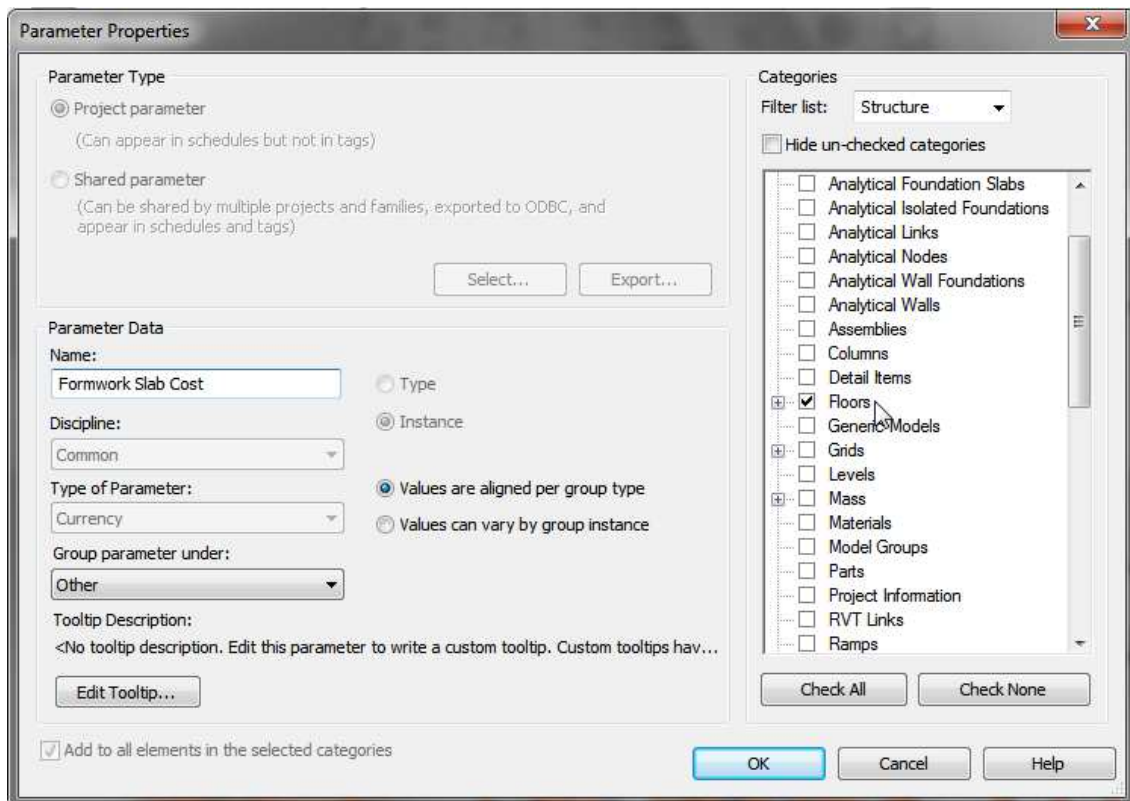 Parameter Properties
Parameter Type
Project parameter
(Can appear in schedules but not in tags)
Shared parameter
(Can be shared by multiple projects and families, exported to ODBC, and
appear in schedules and tags)
Select...
Export...
Parameter Data
Name:
Formwork Slab Cost
Type
Discipline:
Instance
Common
Type of Parameter:
Values are aligned per group type
Currency
Values can vary by group instance
Group parameter under:
Other
Tooltip Description:
<No tooltip description. Edit this parameter to write a custom tooltip. Custom tooltips hav...
Edit Tooltip...
Add to all elements in the selected categories
Categories
Filter list:
Structure
Hide un-checked categories
Analytical Foundation Slabs
Analytical Isolated Foundations
Analytical Links
Analytical Nodes
Analytical Wall Foundations
Analytical Walls
Assemblies
Columns
Detail Items
Floors
Generic Models
Grids
Levels
Mass
Materials
Model Groups
Parts
Project Information
RVT Links
Ramps
Check All
Check None
OK
Cancel
Help